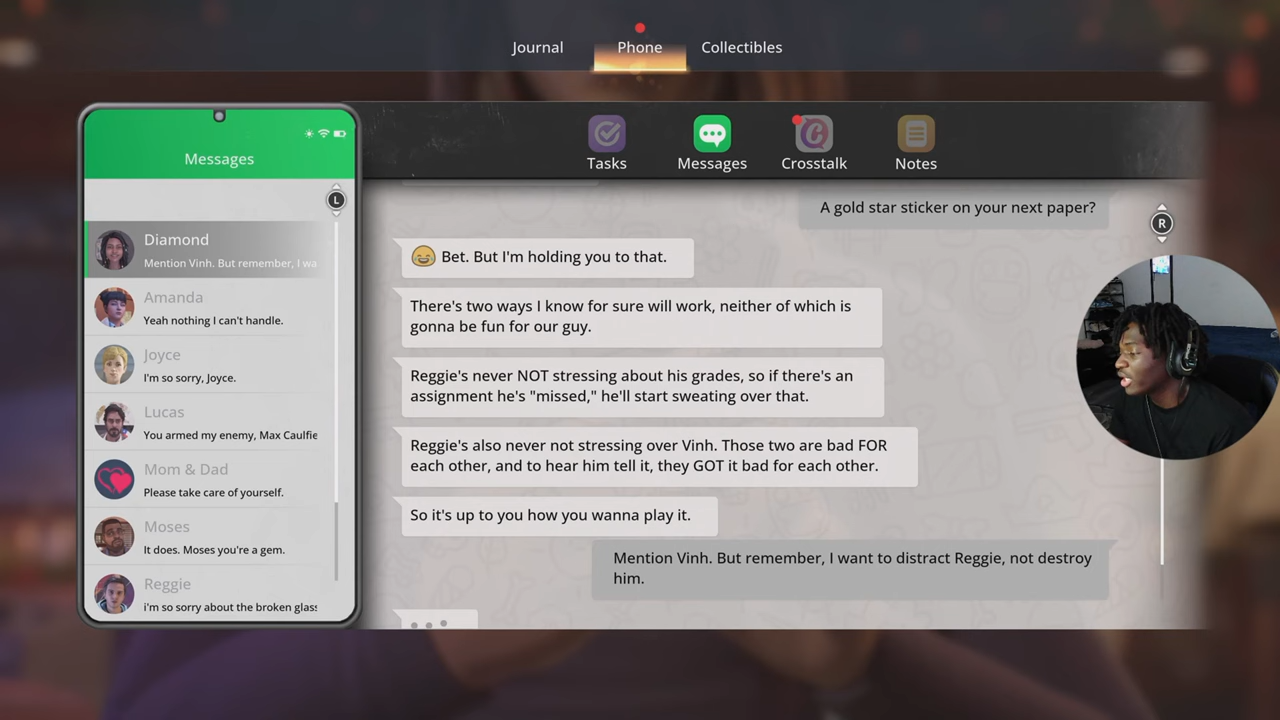 Journal
Phone
Collectibles
Messages
L
Diamond
Mention Vinh. But remember, I wa
Amanda
Yeah nothing I can't handle.
Joyce
I'm so sorry, Joyce.
Lucas
You armed my enemy, Max Caulfie
Mom & Dad
Please take care of yourself.
Moses
It does. Moses you're a gem.
Reggie
i'm so sorry about the broken glass
Tasks
Messages
Crosstalk
Notes
R
A gold star sticker on your next paper?
Bet. But I'm holding you to that.
There's two ways I know for sure will work, neither of which is
gonna be fun for our guy.
Reggie's never NOT stressing about his grades, so if there's an
assignment he's "missed," he'll start sweating over that.
Reggie's also never not stressing over Vinh. Those two are bad FOR
each other, and to hear him tell it, they GOT it bad for each other.
So it's up to you how you wanna play it.
Mention Vinh. But remember, I want to distract Reggie, not destroy
him.